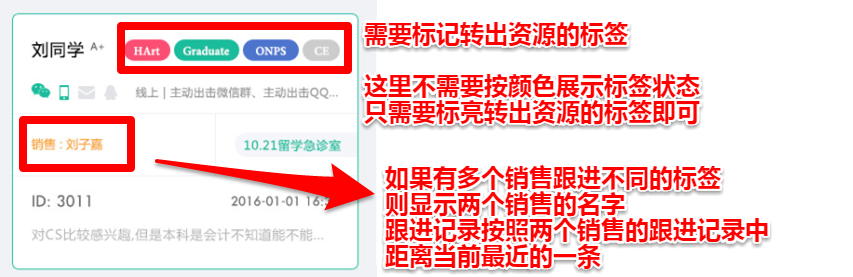 刘同学 A+ HArt Graduate ONPS CE
线上 | 主动出击微信群、主动出击QQ...
销售 : 刘子嘉
10.21留学急诊室
ID: 3011
2016-01-01 16:3
对CS比较感兴趣,但是本科是会计不知道能不能...
需要标记转出资源的标签
这里不需要按颜色展示标签状态
只需要标亮转出资源的标签即可
如果有多个销售跟进不同的标签
则显示两个销售的名字
跟进记录按照两个销售的跟进记录中
距离当前最近的一条